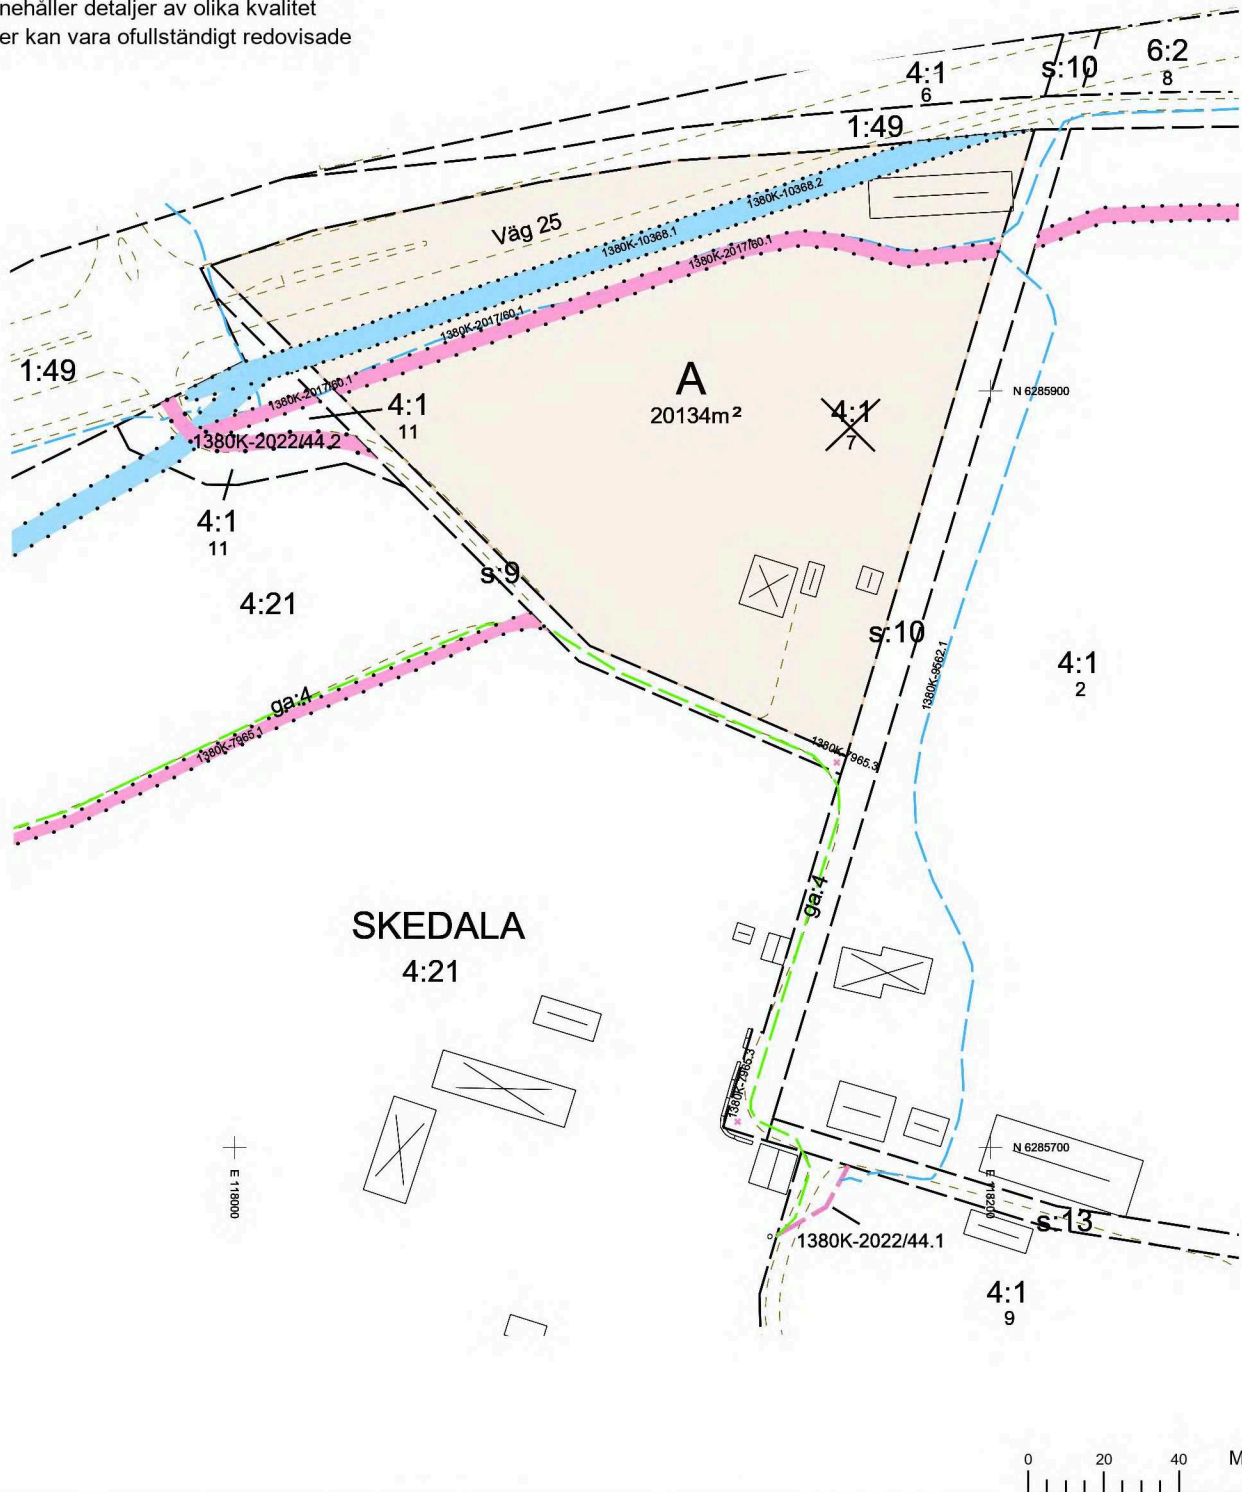 nehåller detaljer av olika kvalitet
er kan vara ofullständigt redovisade
6:2
8
s:10
4:1
6
1:49
1380K-10368.2
Väg 25
1380K-10368.1
1380K-2017/60.1
1380K-2017/60.1
1:49
A
20134m²
N 6285900
1380K-2017/60.1
4:1
11
4:1
7
1380K-2022/44.2
4:1
11
s:9
4:21
s:10
4:1
2
1380K-9562.1
ga:4
1380K-7965.1
1380K-7965.3
ga:4
SKEDALA
4:21
1380K-7965.3
N 6285700
E 118000
E 118200
s:13
1380K-2022/44.1
4:1
9
0 20 40 M